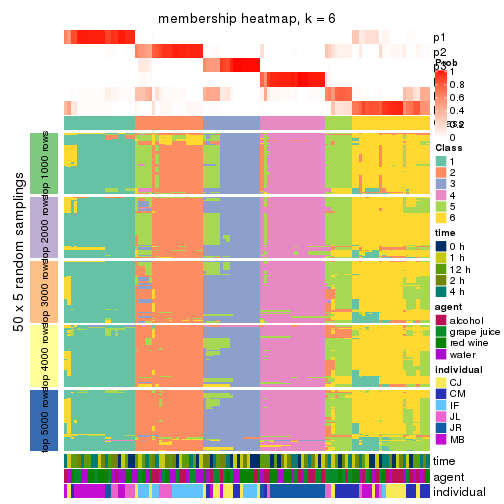 membership heatmap, k = 6
p1
p2
p3
Prob
1
0.8
0.6
0.4
0.2
0
Class
1
2
3
4
5
6
time
0 h
1 h
12 h
2 h
4 h
agent
alcohol
grape juice
red wine
water
individual
CJ
CM
IF
JL
JR
MB
50 x 5 random samplings
top 1000 rows
top 2000 rows
top 3000 rows
top 4000 rows
top 5000 rows
time
agent
individual